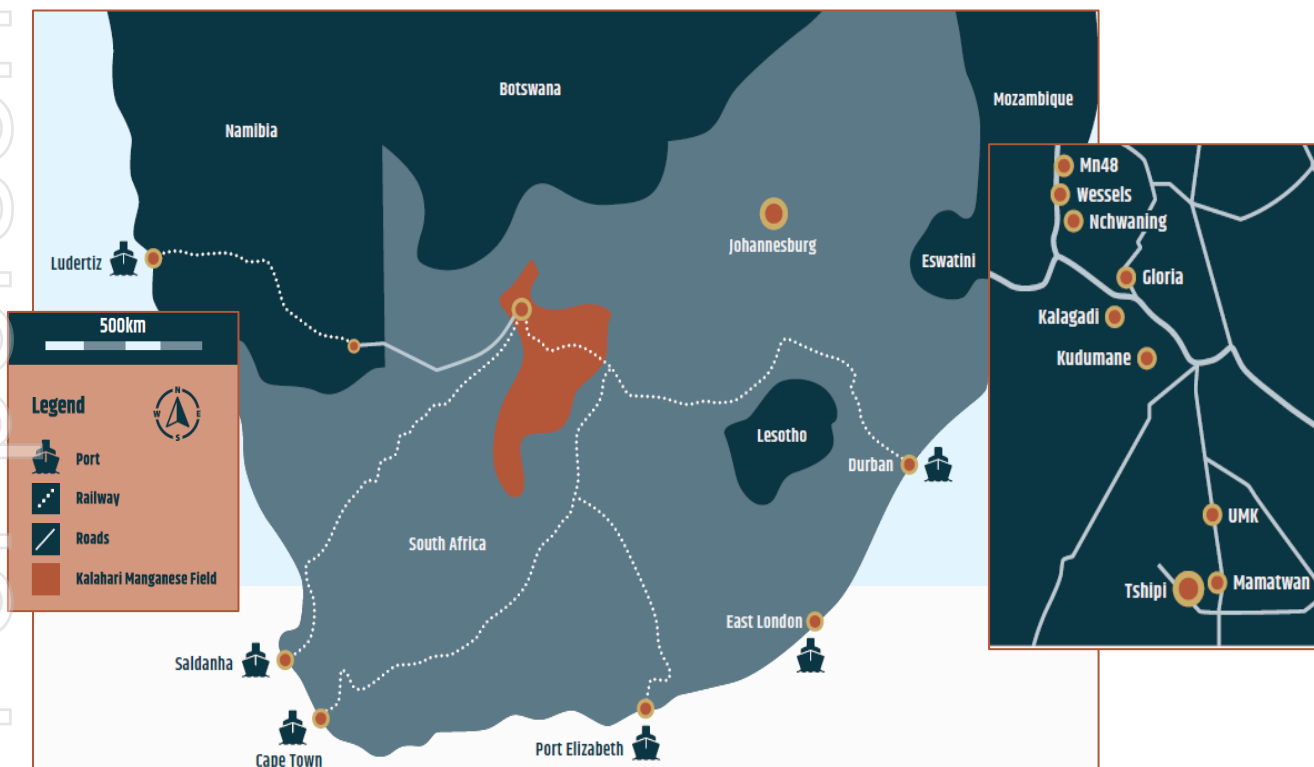 Botswana
Mozambique
Namibia
Johannesburg
Eswatini
Ludertiz
500km
Legend
N
W
E
S
Port
Railway
Roads
Kalahari Manganese Field
Lesotho
Durban
South Africa
East London
Saldanha
Cape Town
Port Elizabeth
Mn48
Wessels
Nchwaning
Gloria
Kalagadi
Kudumane
UMK
Tshipi
Mamatwan